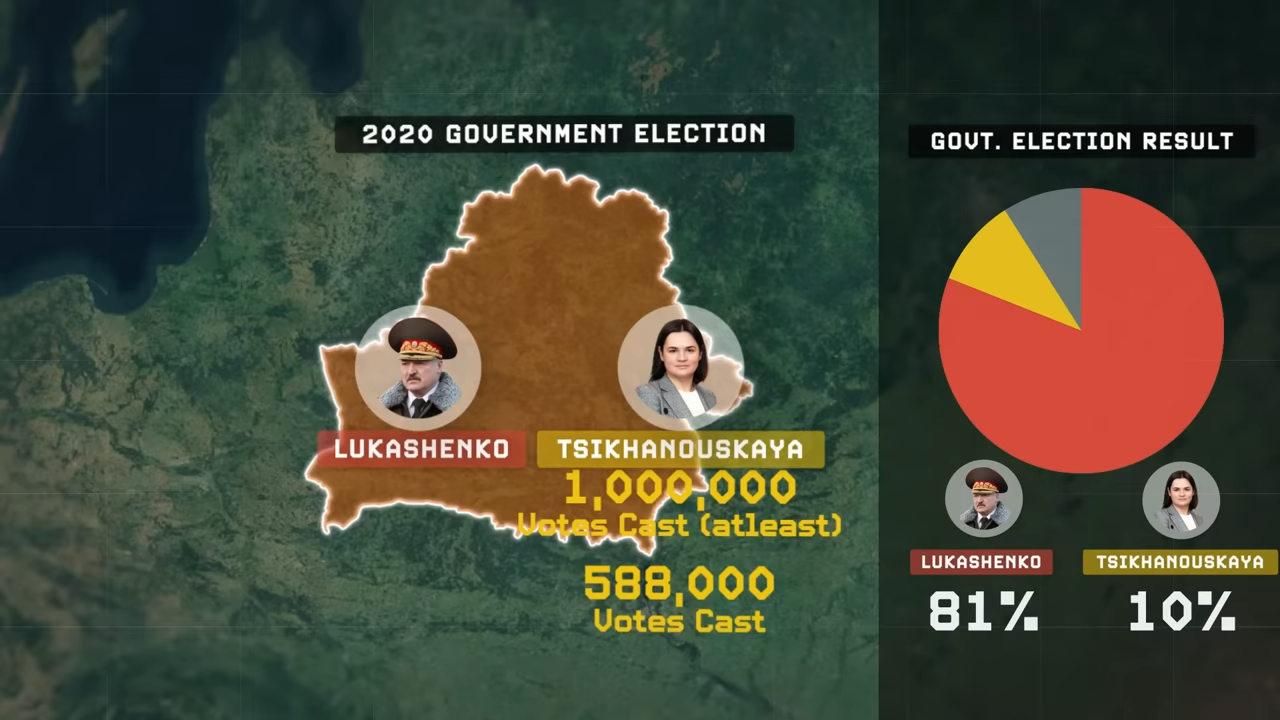 2020 GOVERNMENT ELECTION
LUKASHENKO
TSIKHANOUSKAYA
1,000,000
Votes Cast (atleast)
588,000
Votes Cast
GOVT. ELECTION RESULT
LUKASHENKO
TSIKHANOUSKAYA
81%
10%